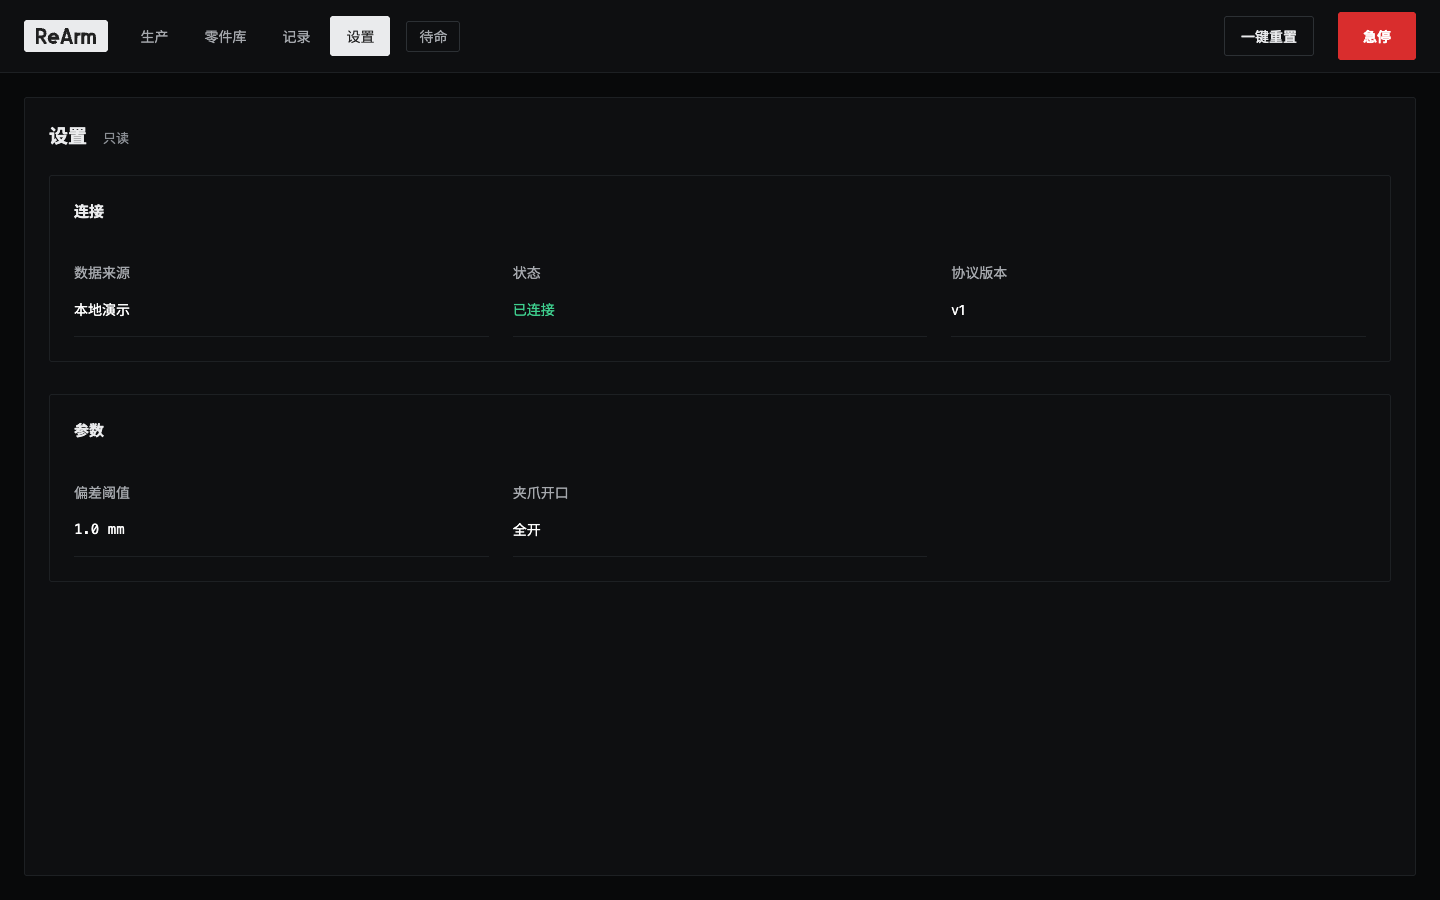 ReArm 生产 零件库 记录 设置 待命 一键重置 急停
设置 只读
连接
数据来源 状态 协议版本
本地演示 已连接 v1
参数
偏差阈值 夹爪开口
1.0 mm 全开